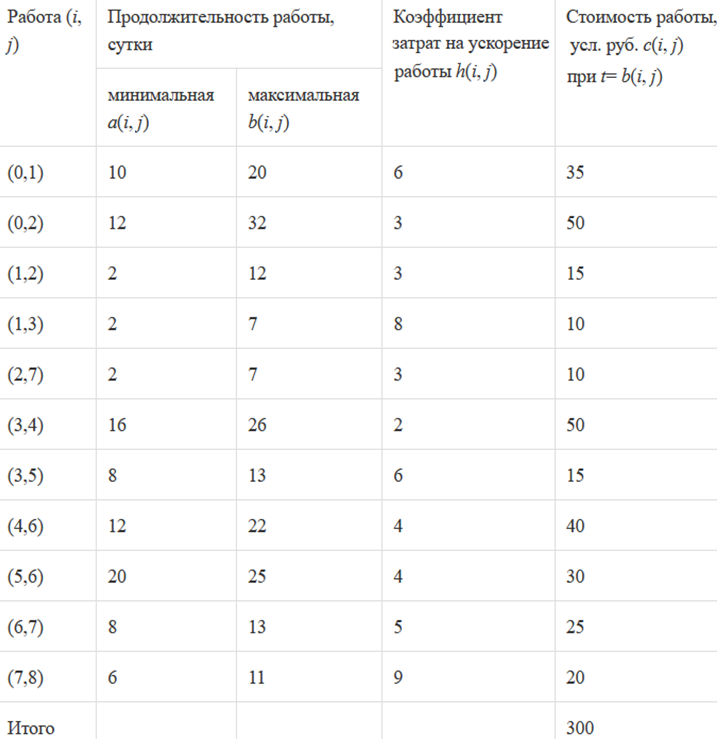 Работа (i, j)
Продолжительность работы, сутки
Коэффициент затрат на ускорение работы h(i, j)
Стоимость работы, усл. руб. c(i, j) при t= b(i, j)
минимальная a(i, j)
максимальная b(i, j)
(0,1) 10 20 6 35
(0,2) 12 32 3 50
(1,2) 2 12 3 15
(1,3) 2 7 8 10
(2,7) 2 7 3 10
(3,4) 16 26 2 50
(3,5) 8 13 6 15
(4,6) 12 22 4 40
(5,6) 20 25 4 30
(6,7) 8 13 5 25
(7,8) 6 11 9 20
Итого 300